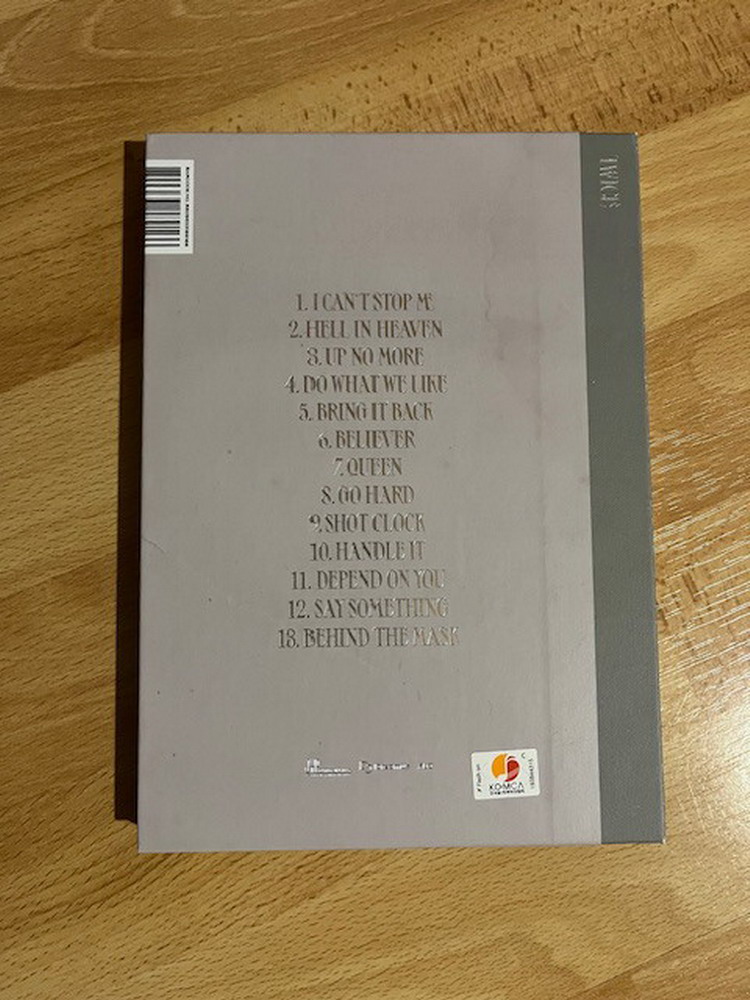 TWICE
1. I CAN'T STOP ME
2. HELL IN HEAVEN
3. UP NO MORE
4. DO WHAT WE LIKE
5. BRING IT BACK
6. BELIEVER
7. QUEEN
8. GO HARD
9. SHOT CLOCK
10. HANDLE IT
11. DEPEND ON YOU
12. SAY SOMETHING
13. BEHIND THE MASK
KOMCA